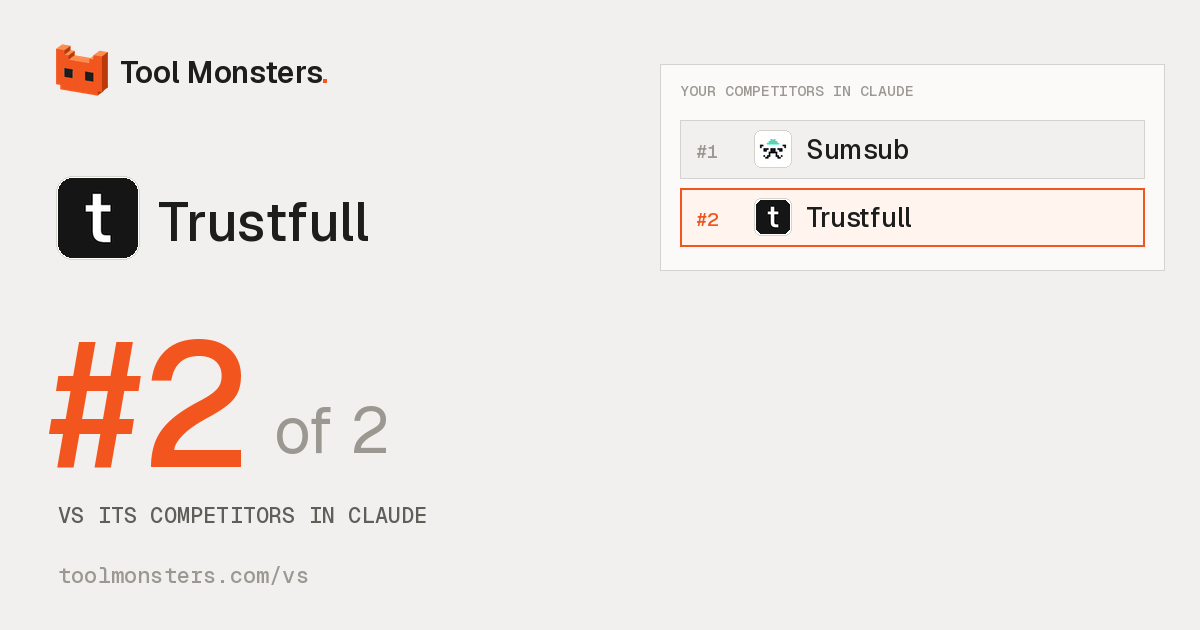 Tool Monsters.
t Trustfull
#2 of 2
VS ITS COMPETITORS IN CLAUDE
toolmonsters.com/vs
YOUR COMPETITORS IN CLAUDE
#1 Sumsub
#2 t Trustfull